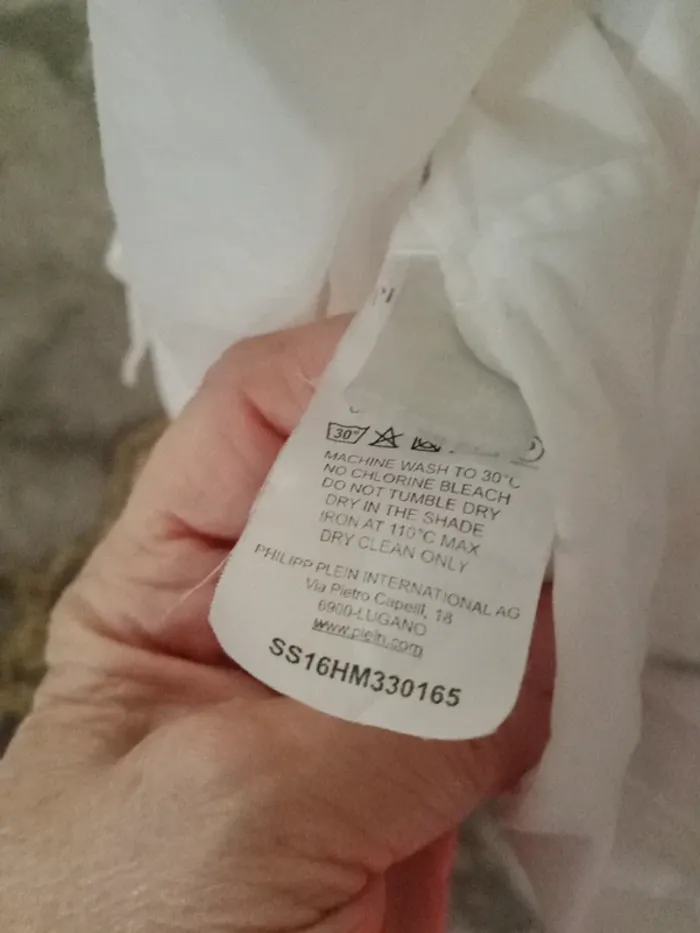 30°
MACHINE WASH TO 30°C
NO CHLORINE BLEACH
DO NOT TUMBLE DRY
DRY IN THE SHADE
IRON AT 110°C MAX
DRY CLEAN ONLY
PHILIPP PLEIN INTERNATIONAL AG
Via Pietro Capelli, 18
6900-LUGANO
www.plein.com
SS16HM330165